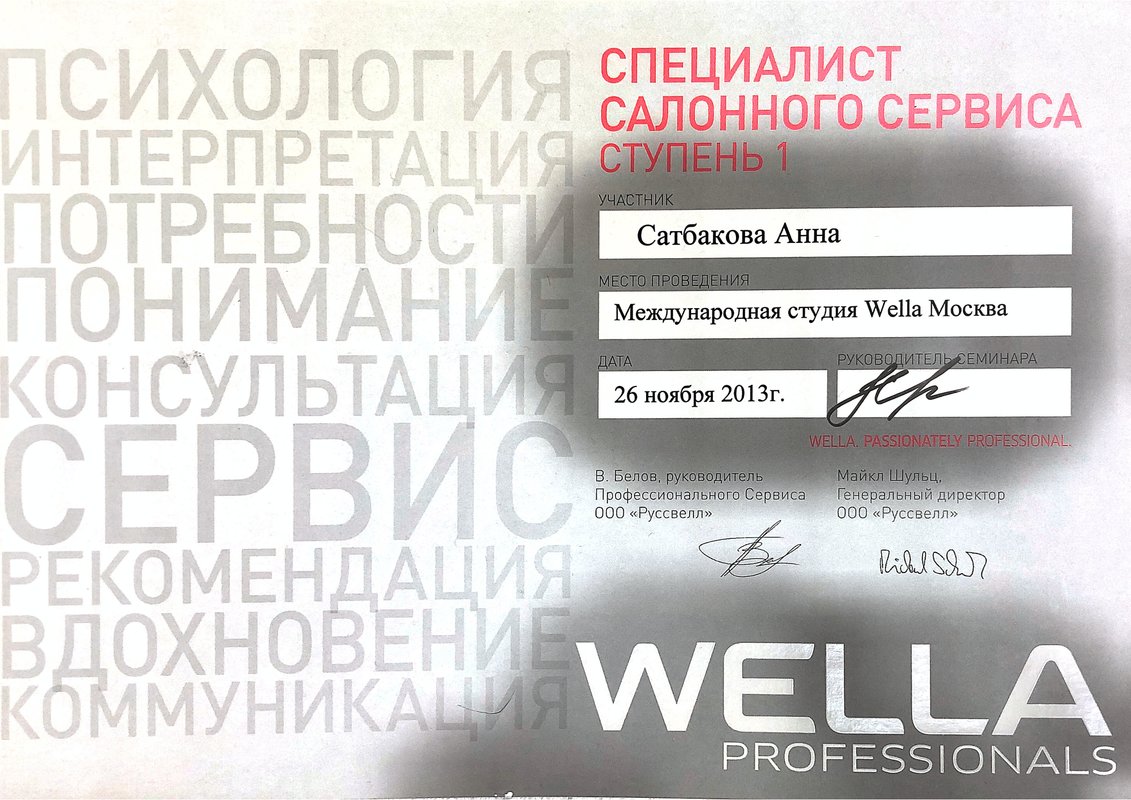 ПСИХОЛОГИЯ
ИНТЕРПРЕТАЦИЯ
ПОТРЕБНОСТИ
ПОНИМАНИЕ
КОНСУЛЬТАЦИЯ
СЕРВИС
РЕКОМЕНДАЦИЯ
ВДОХНОВЕНИЕ
КОММУНИКАЦИЯ
СПЕЦИАЛИСТ
САЛОННОГО СЕРВИСА
СТУПЕНЬ 1
УЧАСТНИК
Сатбакова Анна
МЕСТО ПРОВЕДЕНИЯ
Международная студия Wella Москва
ДАТА
26 ноября 2013г.
РУКОВОДИТЕЛЬ СЕМИНАРА
WELLA. PASSIONATELY PROFESSIONAL.
В. Белов, руководитель
Профессионального Сервиса
ООО «Руссвелл»
Майкл Шульц,
Генеральный директор
ООО «Руссвелл»
WELLA
PROFESSIONALS